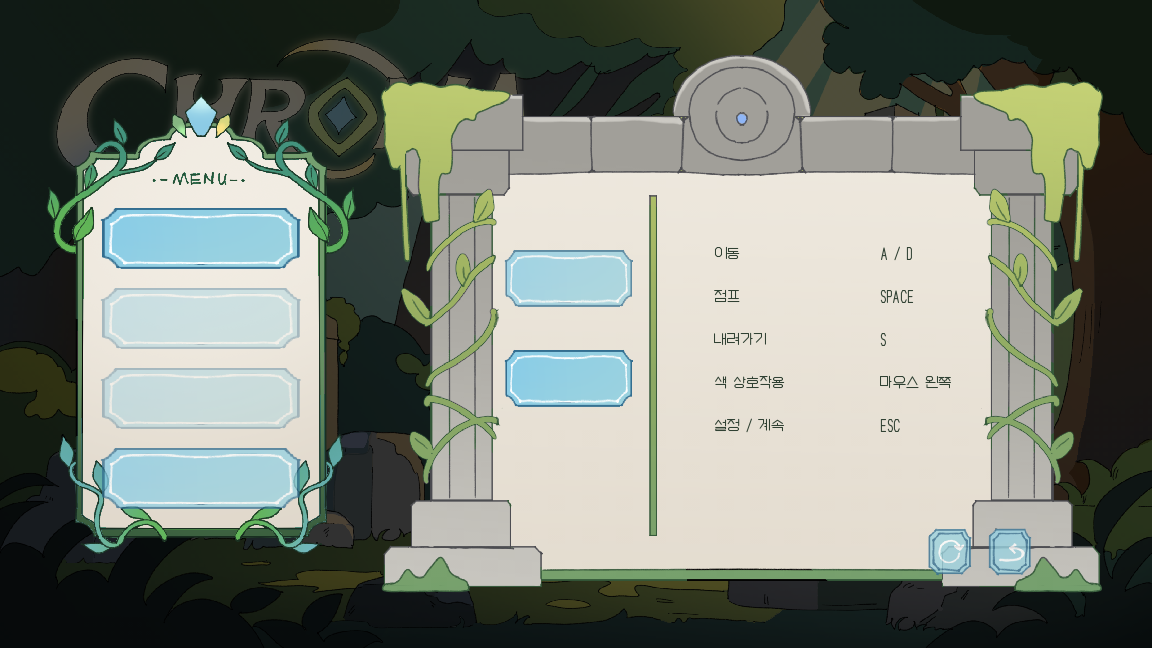 ·-MENU-·
이동 A / D
점프 SPACE
내려가기 S
색 상호작용 마우스 왼쪽
설정 / 계속 ESC